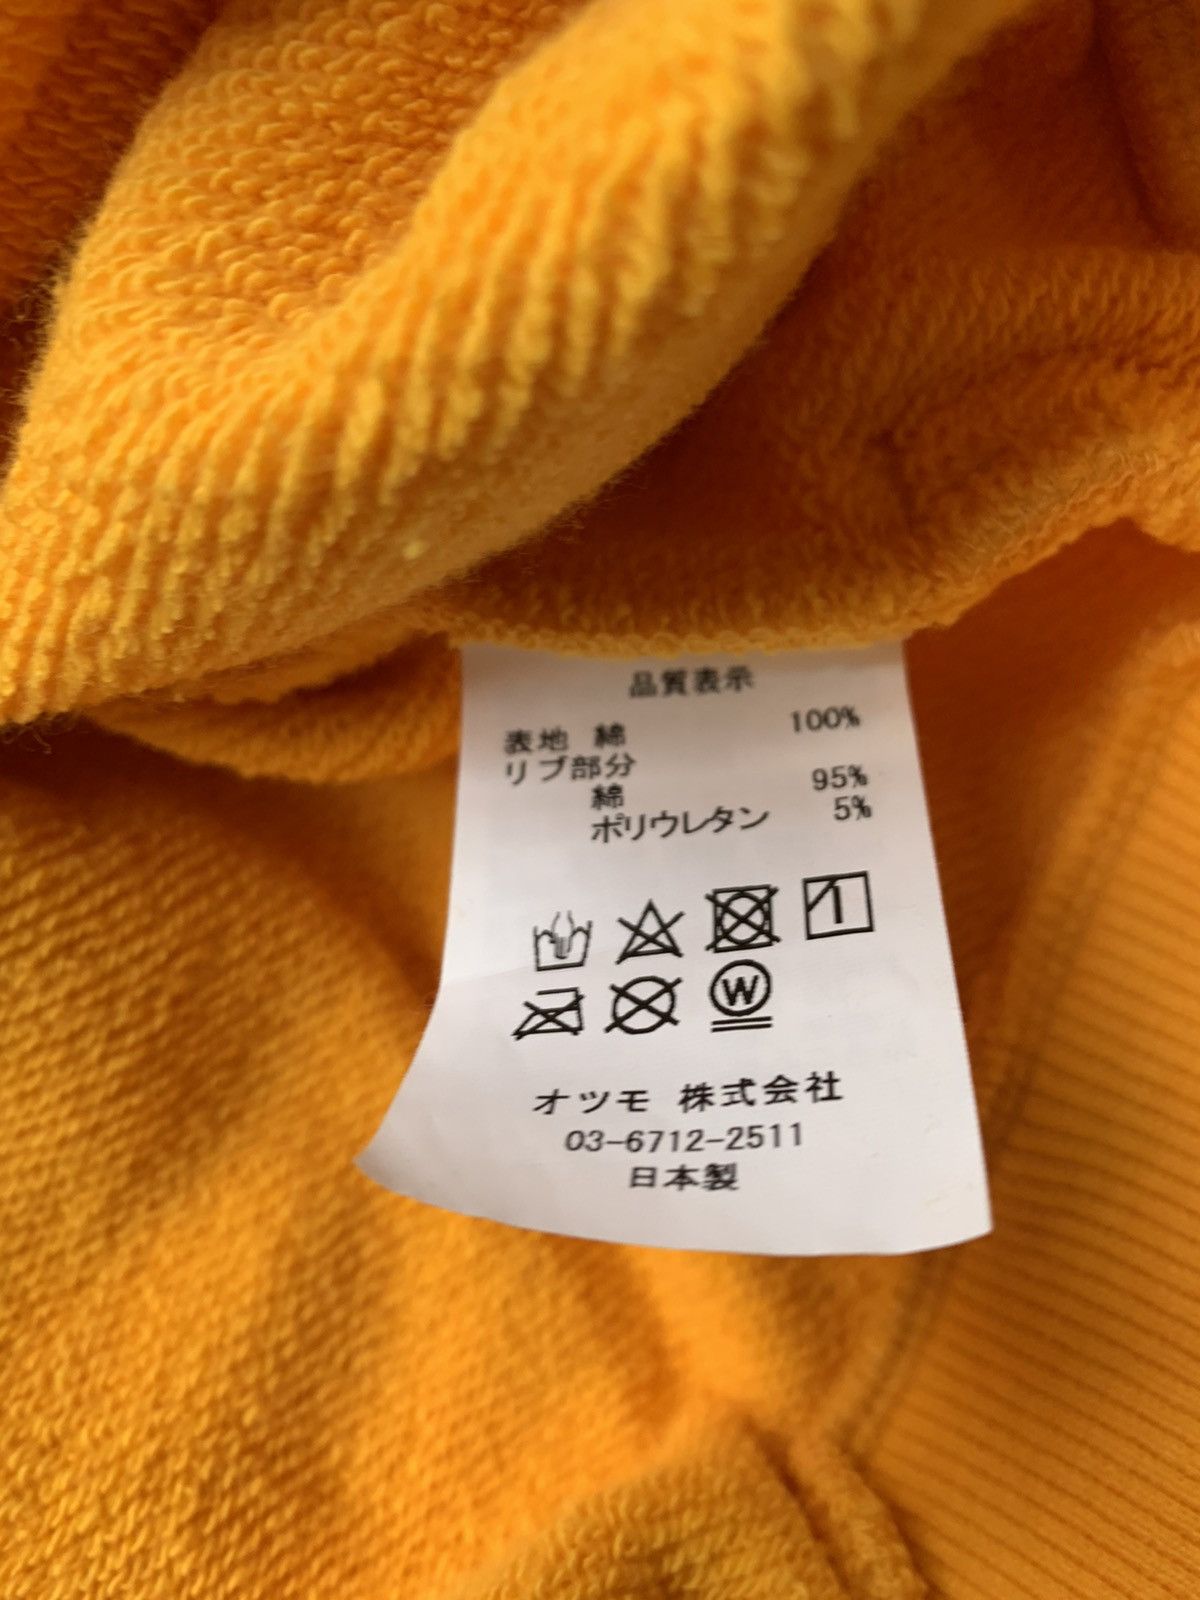 品質表示
表地 綿 100%
リブ部分
綿 95%
ポリウレタン 5%
W
オツモ 株式会社
03-6712-2511
日本製